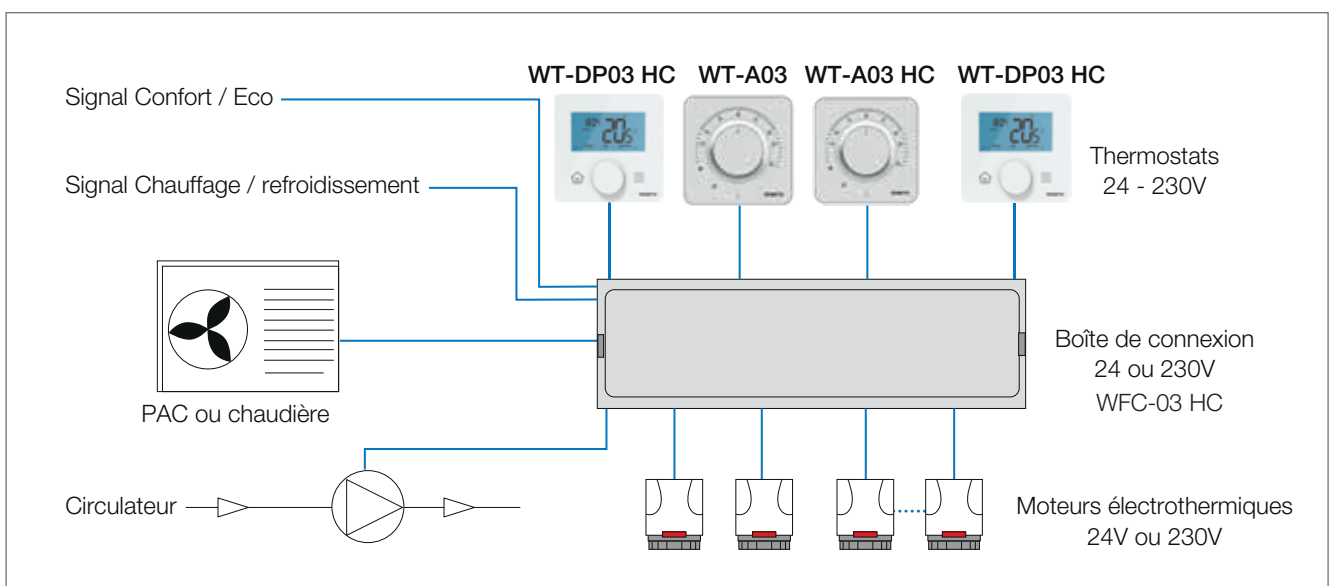 WT-DP03 HC WT-A03 WT-A03 HC WT-DP03 HC
Signal Confort / Eco
Signal Chauffage / refroidissement
Thermostats
24 - 230V
Boîte de connexion
24 ou 230V
WFC-03 HC
PAC ou chaudière
Circulateur
Moteurs électrothermiques
24V ou 230V